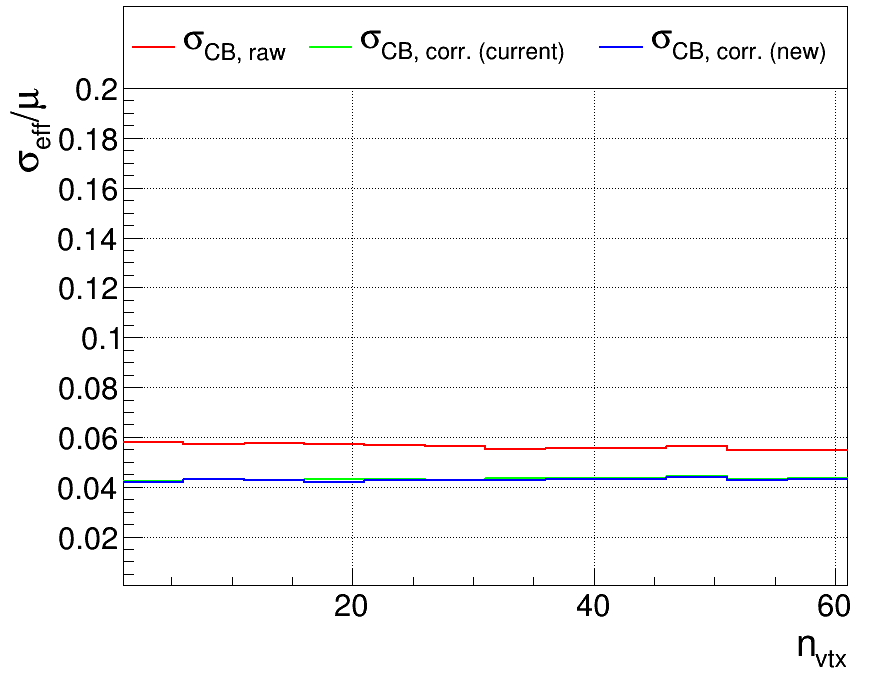 σCB, raw σCB, corr. (current) σCB, corr. (new)
σeff/μ
0.2
0.18
0.16
0.14
0.12
0.1
0.08
0.06
0.04
0.02
20 40 60
nvtx